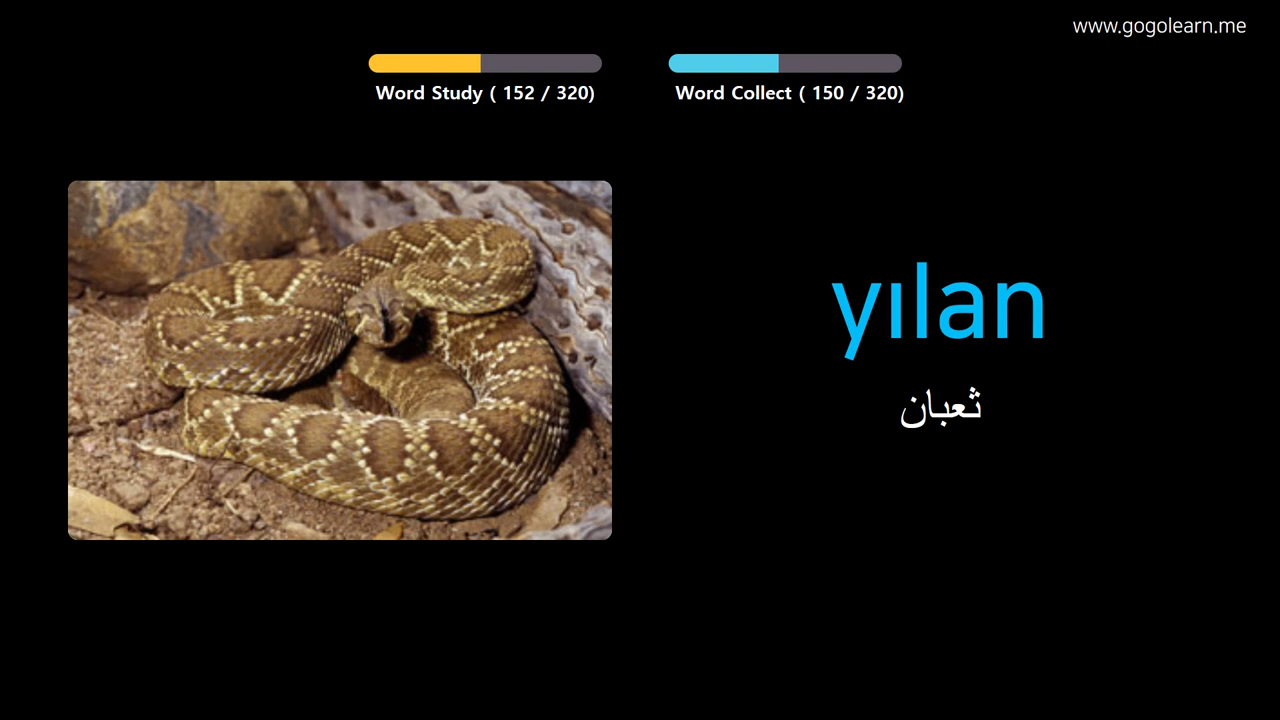 www.gogolearn.me
Word Study ( 152 / 320)
Word Collect ( 150 / 320)
yılan
ثعبان